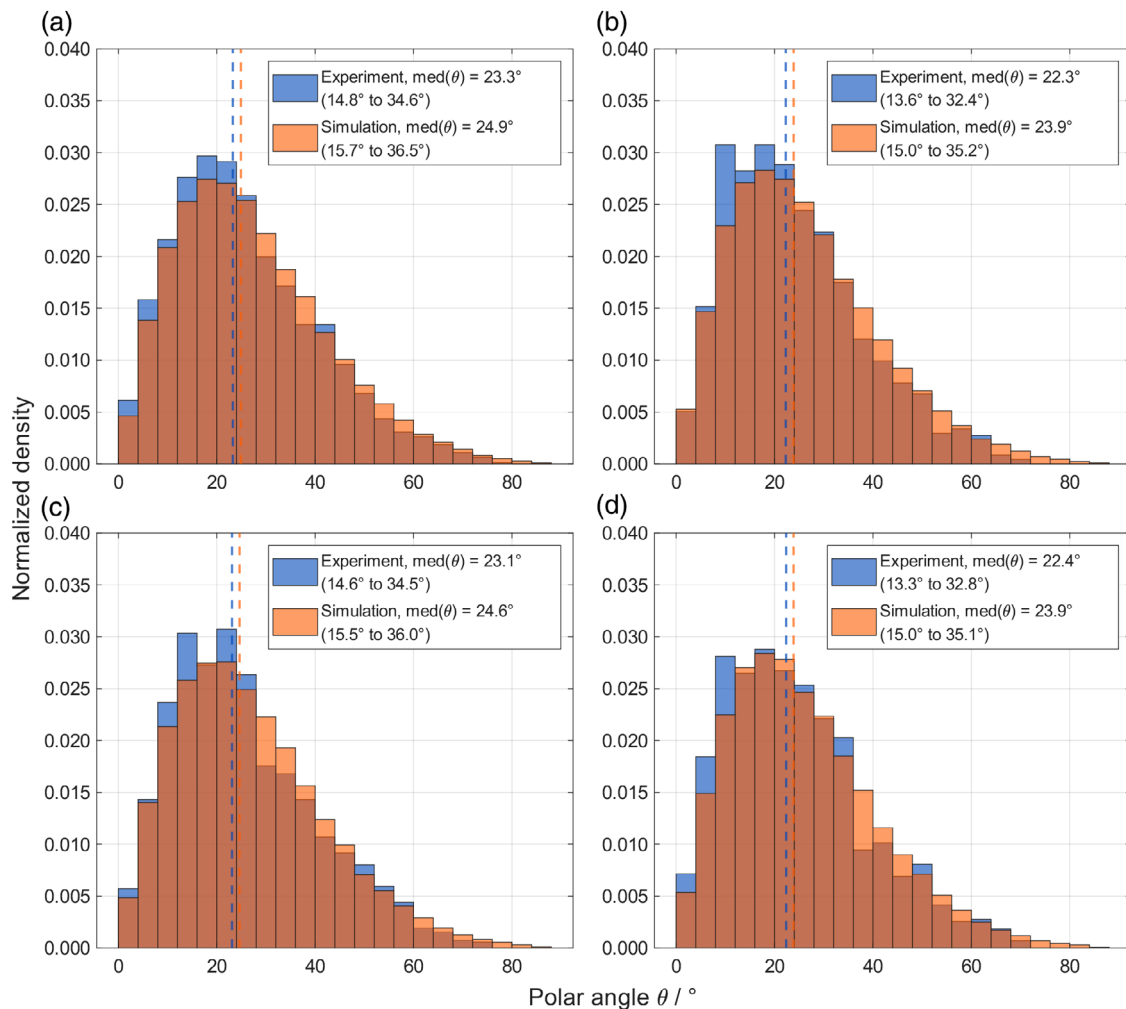 (a)
(b)
0.040
0.035
0.030
0.025
0.020
0.015
0.010
0.005
0.000
0
20
40
60
80
Experiment, med(θ) = 23.3°
(14.8° to 34.6°)
Simulation, med(θ) = 24.9°
(15.7° to 36.5°)
0.040
0.035
0.030
0.025
0.020
0.015
0.010
0.005
0.000
0
20
40
60
80
Experiment, med(θ) = 22.3°
(13.6° to 32.4°)
Simulation, med(θ) = 23.9°
(15.0° to 35.2°)
Normalized density
(c)
(d)
0.040
0.035
0.030
0.025
0.020
0.015
0.010
0.005
0.000
0
20
40
60
80
Experiment, med(θ) = 23.1°
(14.6° to 34.5°)
Simulation, med(θ) = 24.6°
(15.5° to 36.0°)
0.040
0.035
0.030
0.025
0.020
0.015
0.010
0.005
0.000
0
20
40
60
80
Experiment, med(θ) = 22.4°
(13.3° to 32.8°)
Simulation, med(θ) = 23.9°
(15.0° to 35.1°)
Polar angle θ / °